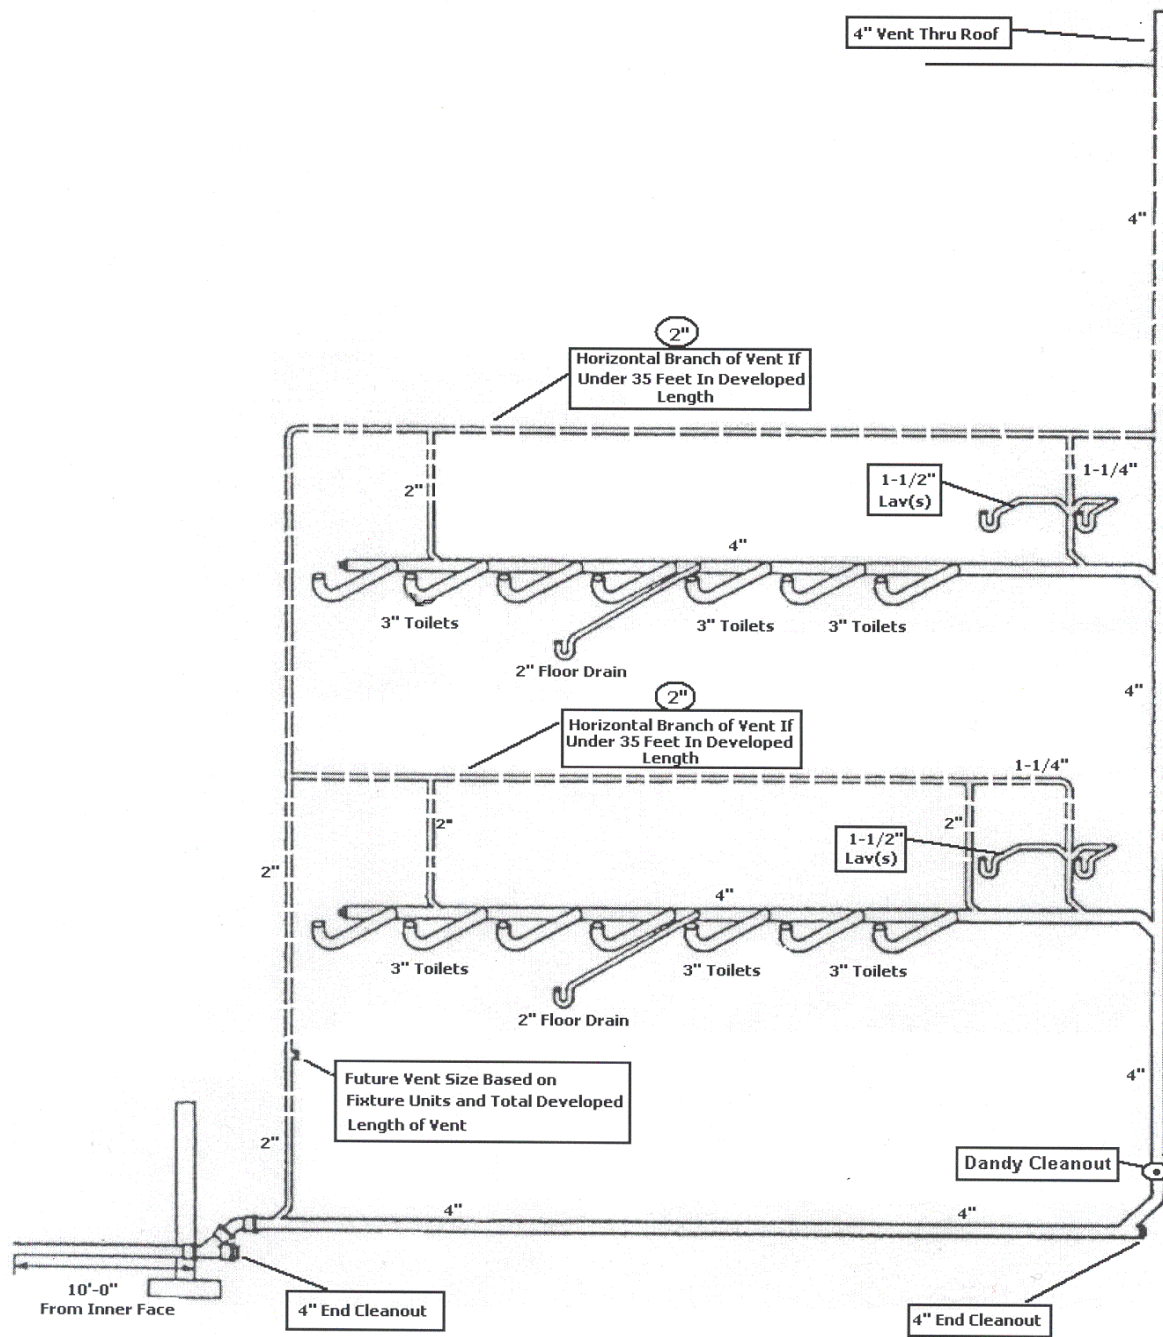 4" Vent Thru Roof
4"
2"
Horizontal Branch of Vent If
Under 35 Feet In Developed
Length
1-1/4"
1-1/2"
Lav(s)
2"
4"
3" Toilets
3" Toilets
3" Toilets
2" Floor Drain
4"
2"
Horizontal Branch of Vent If
Under 35 Feet In Developed
Length
1-1/4"
2"
2"
1-1/2"
Lav(s)
2"
4"
3" Toilets
3" Toilets
3" Toilets
2" Floor Drain
Future Vent Size Based on
Fixture Units and Total Developed
Length of Vent
4"
2"
Dandy Cleanout
4"
4"
10'-0"
From Inner Face
4" End Cleanout
4" End Cleanout